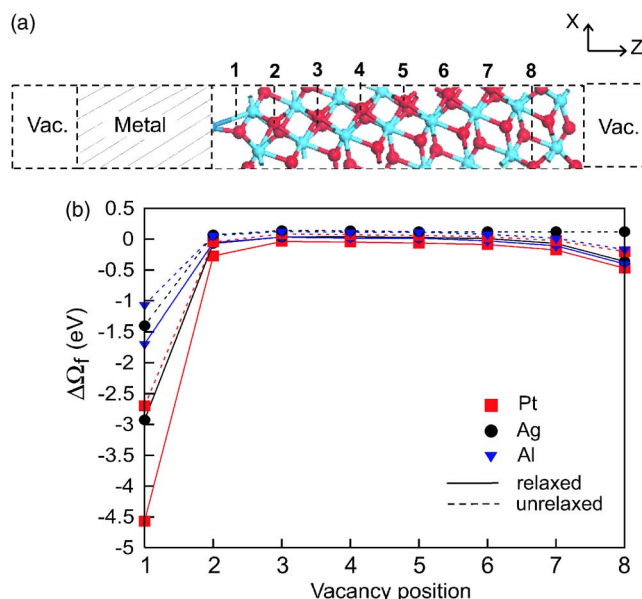 (a)
X
Z
1 2 3 4 5 6 7 8
Vac. Metal Vac.
(b)
0.5
0
-0.5
-1
-1.5
-2
-2.5
-3
-3.5
-4
-4.5
-5
ΔΩf (eV)
Pt
Ag
Al
relaxed
unrelaxed
1 2 3 4 5 6 7 8
Vacancy position